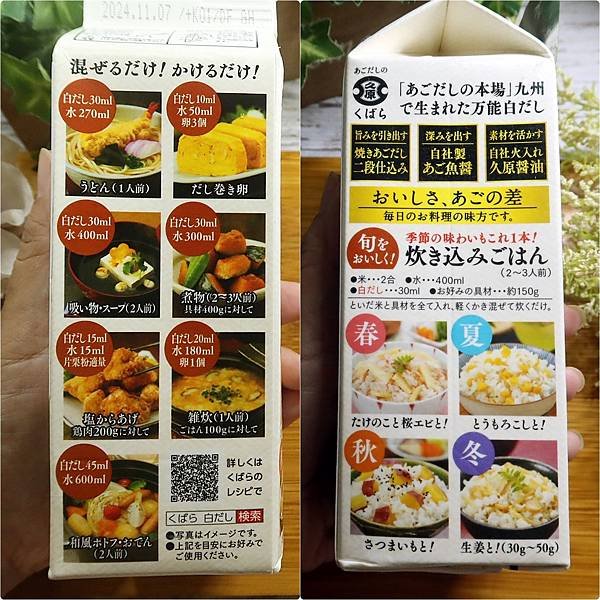 2024.11.07 /+K01/8F AH
混ぜるだけ! かけるだけ!
白だし30ml
水 270ml
うどん(1人前)
白だし10ml
水 50ml
卵3個
だし巻き卵
白だし30ml
水400ml
吸い物・スープ(2人前)
白だし30ml
水300ml
煮物(2〜3人前)
具材400gに対して
白だし15ml
水 15ml
片栗粉適量
塩からあげ
鶏肉200gに対して
白だし20ml
水 180ml
卵1個
雑炊(1人前)
ごはん100gに対して
白だし45ml
水600ml
和風ポトフ・おでん
(2人前)
詳しくは
くばらの
レシピで
くばら 白だし 検索
●写真はイメージです。
●上記を目安にお好みで
ご使用ください。
あごだしの
久原
くばら
「あごだしの本場」九州
で生まれた万能白だし
旨みを引き出す
焼きあごだし
二段仕込み
深みを出す
自社製
あご魚醤
素材を活かす
自社火入れ
久原醤油
おいしさ、あごの差
毎日のお料理の味方です。
旬を
おいしく!
季節の味わいもこれ1本!
炊き込みごはん
(2〜3人前)
●米・・・2合 ●水・・・400ml
●白だし・・・30ml ●お好みの具材・・・約150g
といだ米と具材を全て入れ、軽くかき混ぜて炊くだけ。
春
たけのこと桜エビと!
夏
とうもろこしと!
秋
さつまいもと!
冬
生姜と!(30g〜50g)